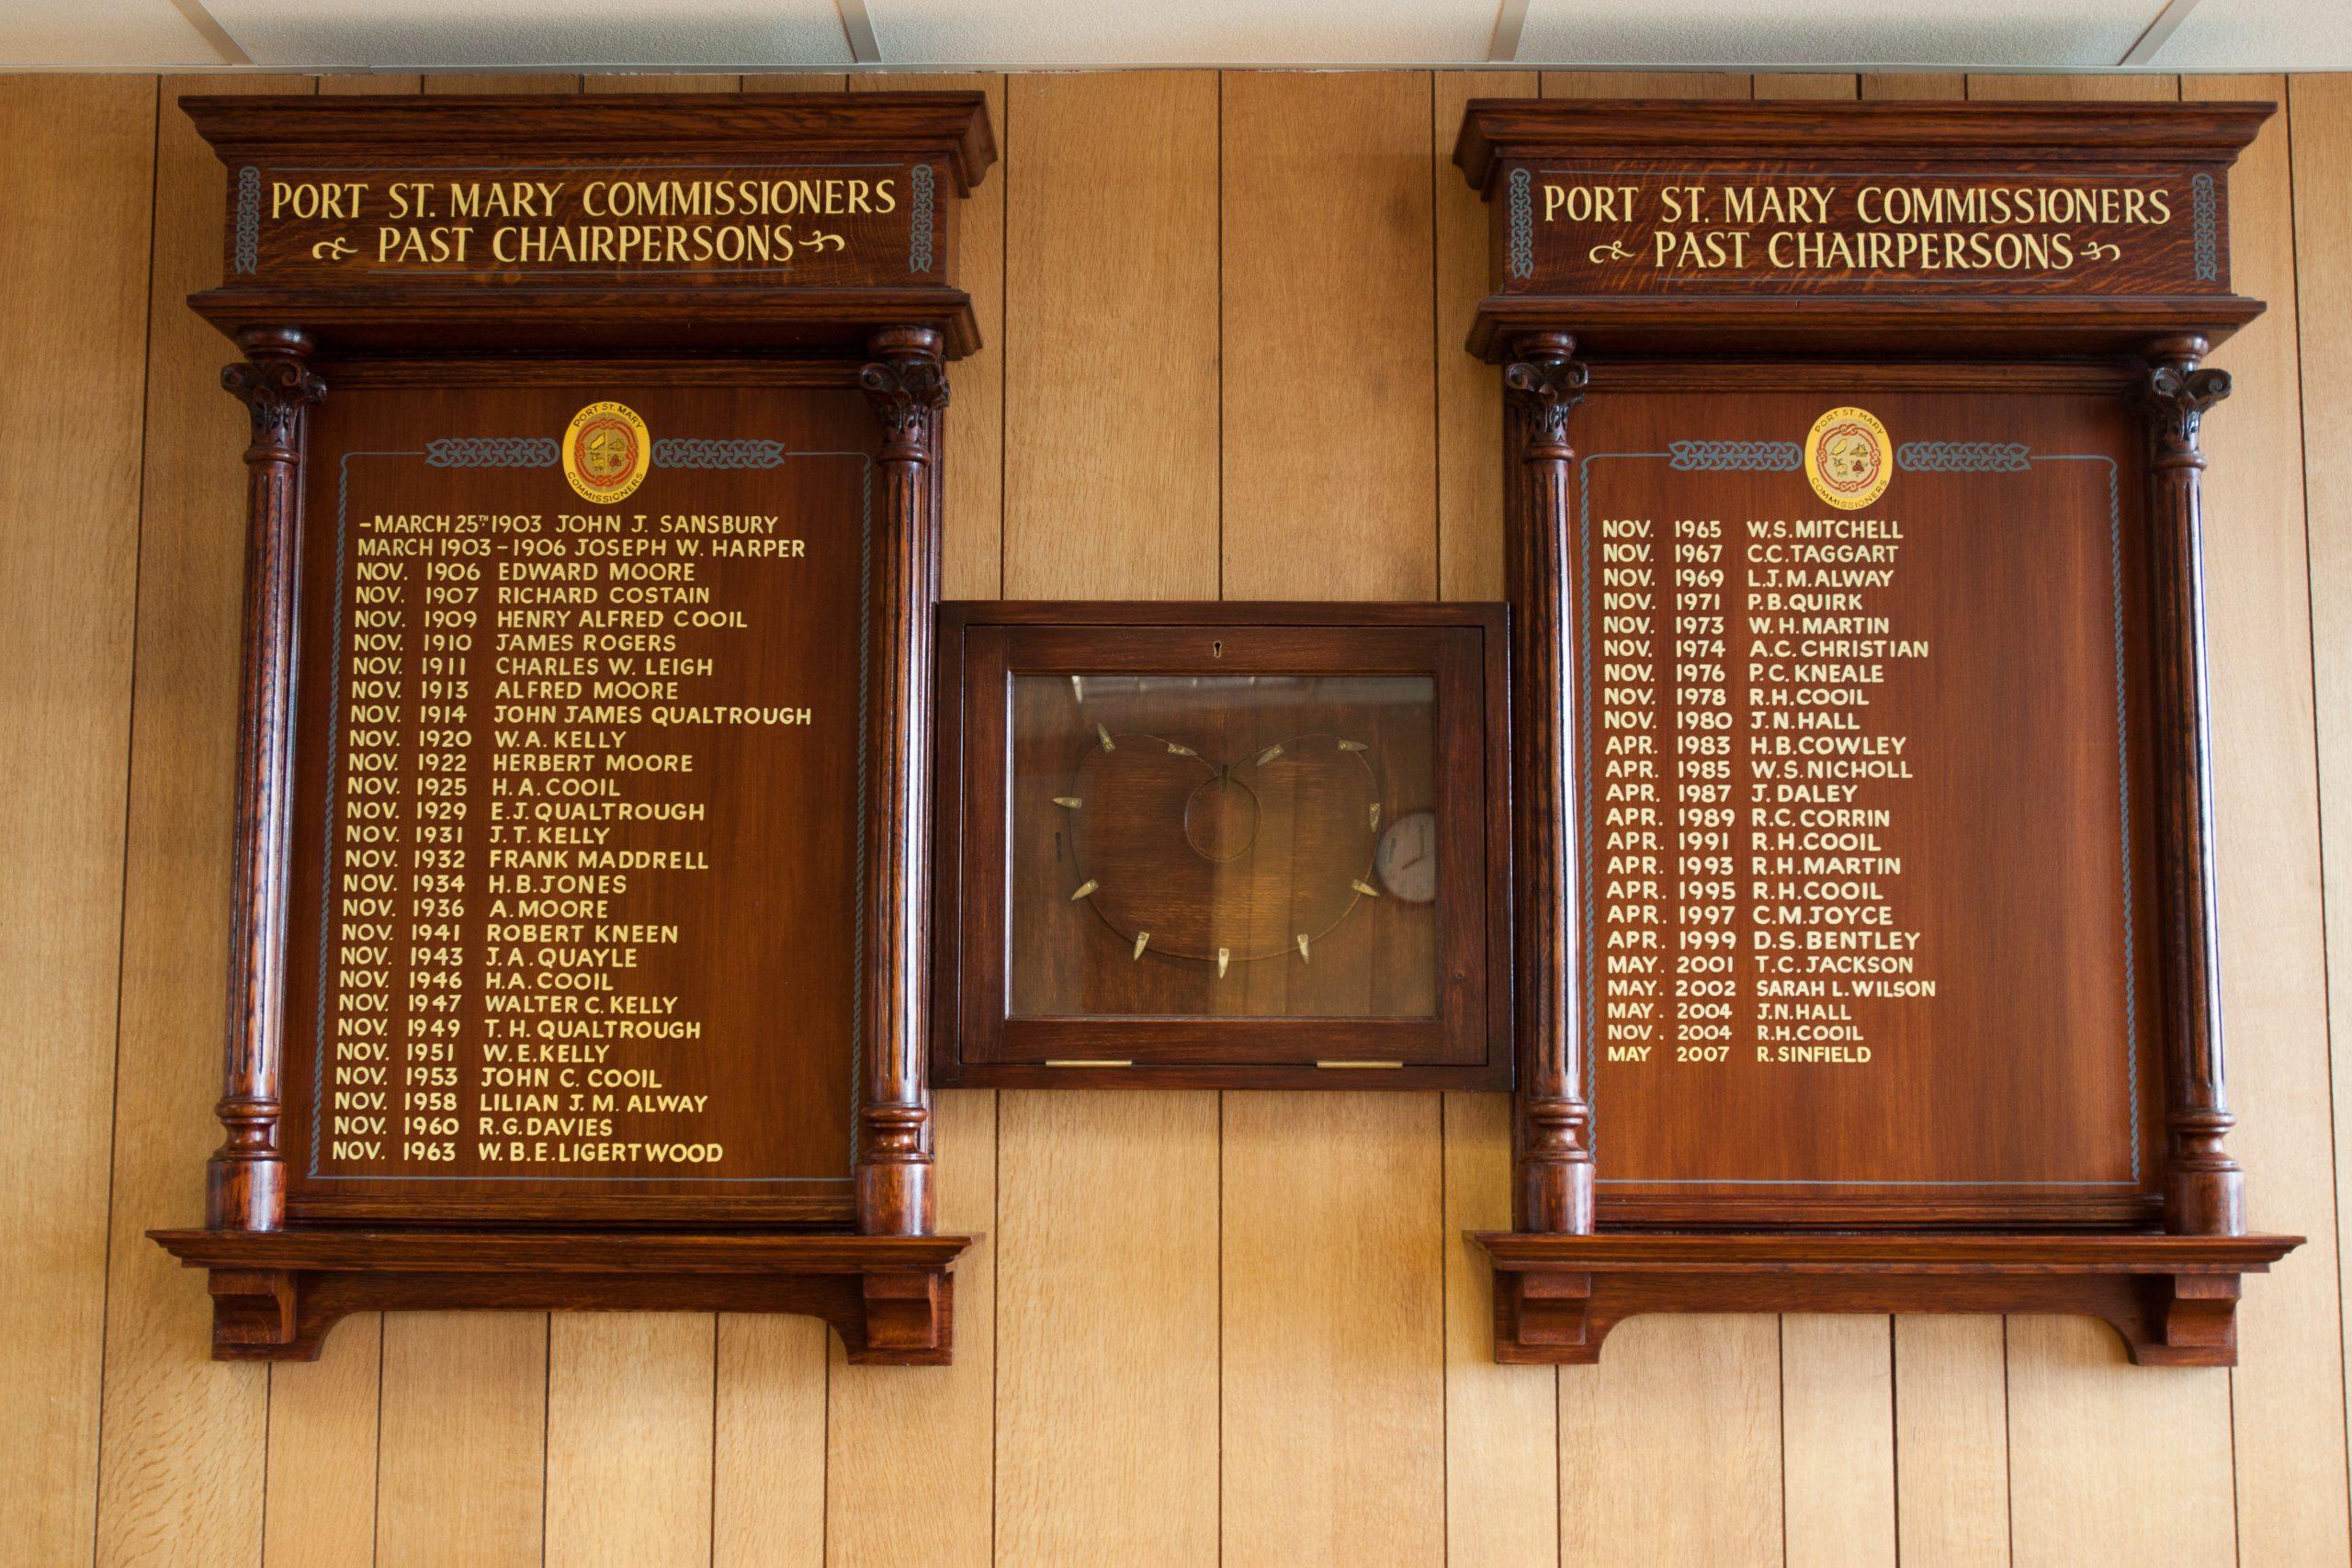 PORT ST. MARY COMMISSIONERS
PAST CHAIRPERSONS
PORT ST. MARY
COMMISSIONERS
- MARCH 25TH 1903 JOHN J. SANSBURY
MARCH 1903 - 1906 JOSEPH W. HARPER
NOV. 1906 EDWARD MOORE
NOV. 1907 RICHARD COSTAIN
NOV. 1909 HENRY ALFRED COOIL
NOV. 1910 JAMES ROGERS
NOV. 1911 CHARLES W. LEIGH
NOV. 1913 ALFRED MOORE
NOV. 1914 JOHN JAMES QUALTROUGH
NOV. 1920 W.A. KELLY
NOV. 1922 HERBERT MOORE
NOV. 1925 H.A. COOIL
NOV. 1929 E.J. QUALTROUGH
NOV. 1931 J.T. KELLY
NOV. 1932 FRANK MADDRELL
NOV. 1934 H.B. JONES
NOV. 1936 A. MOORE
NOV. 1941 ROBERT KNEEN
NOV. 1943 J.A. QUAYLE
NOV. 1946 H.A. COOIL
NOV. 1947 WALTER C. KELLY
NOV. 1949 T.H. QUALTROUGH
NOV. 1951 W.E. KELLY
NOV. 1953 JOHN C. COOIL
NOV. 1958 LILIAN J.M. ALWAY
NOV. 1960 R.G. DAVIES
NOV. 1963 W.B.E. LIGERTWOOD
PORT ST. MARY COMMISSIONERS
PAST CHAIRPERSONS
PORT ST MARY
COMMISSIONERS
NOV. 1965 W.S. MITCHELL
NOV. 1967 C.C. TAGGART
NOV. 1969 L.J.M. ALWAY
NOV. 1971 P.B. QUIRK
NOV. 1973 W.H. MARTIN
NOV. 1974 A.C. CHRISTIAN
NOV. 1976 P.C. KNEALE
NOV. 1978 R.H. COOIL
NOV. 1980 J.N. HALL
APR. 1983 H.B. COWLEY
APR. 1985 W.S. NICHOLL
APR. 1987 J. DALEY
APR. 1989 R.C. CORRIN
APR. 1991 R.H. COOIL
APR. 1993 R.H. MARTIN
APR. 1995 R.H. COOIL
APR. 1997 C.M. JOYCE
APR. 1999 D.S. BENTLEY
MAY. 2001 T.C. JACKSON
MAY. 2002 SARAH L. WILSON
MAY. 2004 J.N. HALL
NOV. 2004 R.H. COOIL
MAY 2007 R. SINFIELD